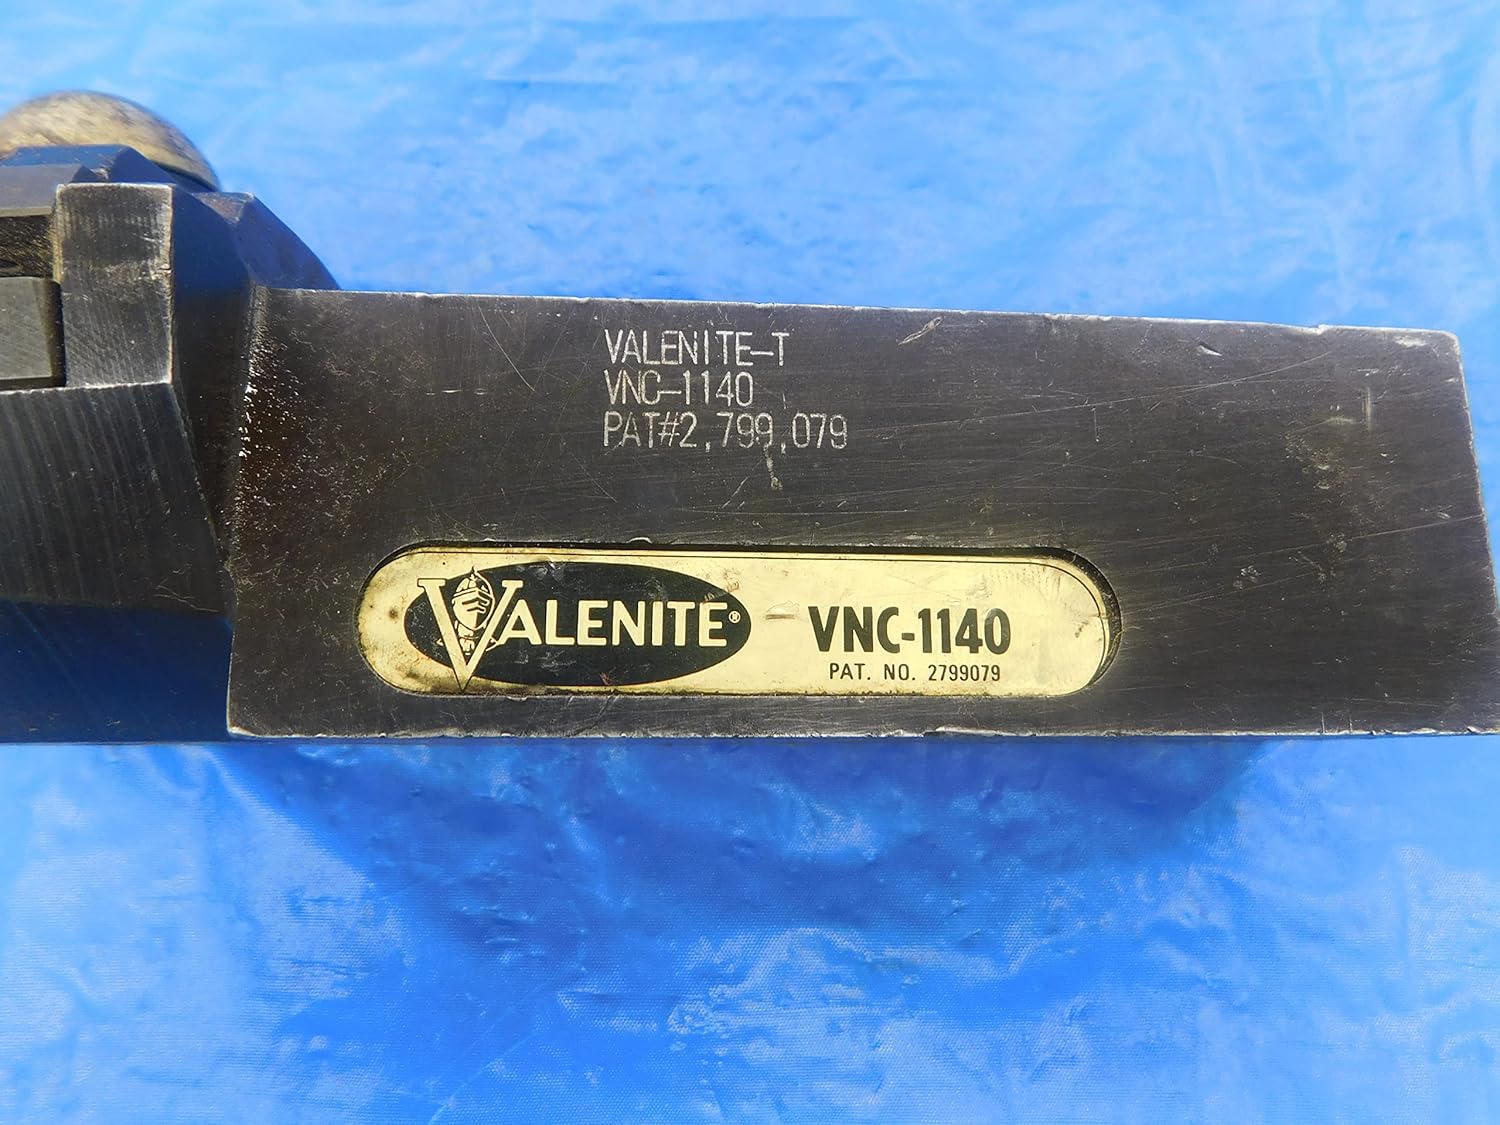 VALENITE-T
VNC-1140
PAT#2,799,079
VALENITE®
VNC-1140
PAT. NO. 2799079